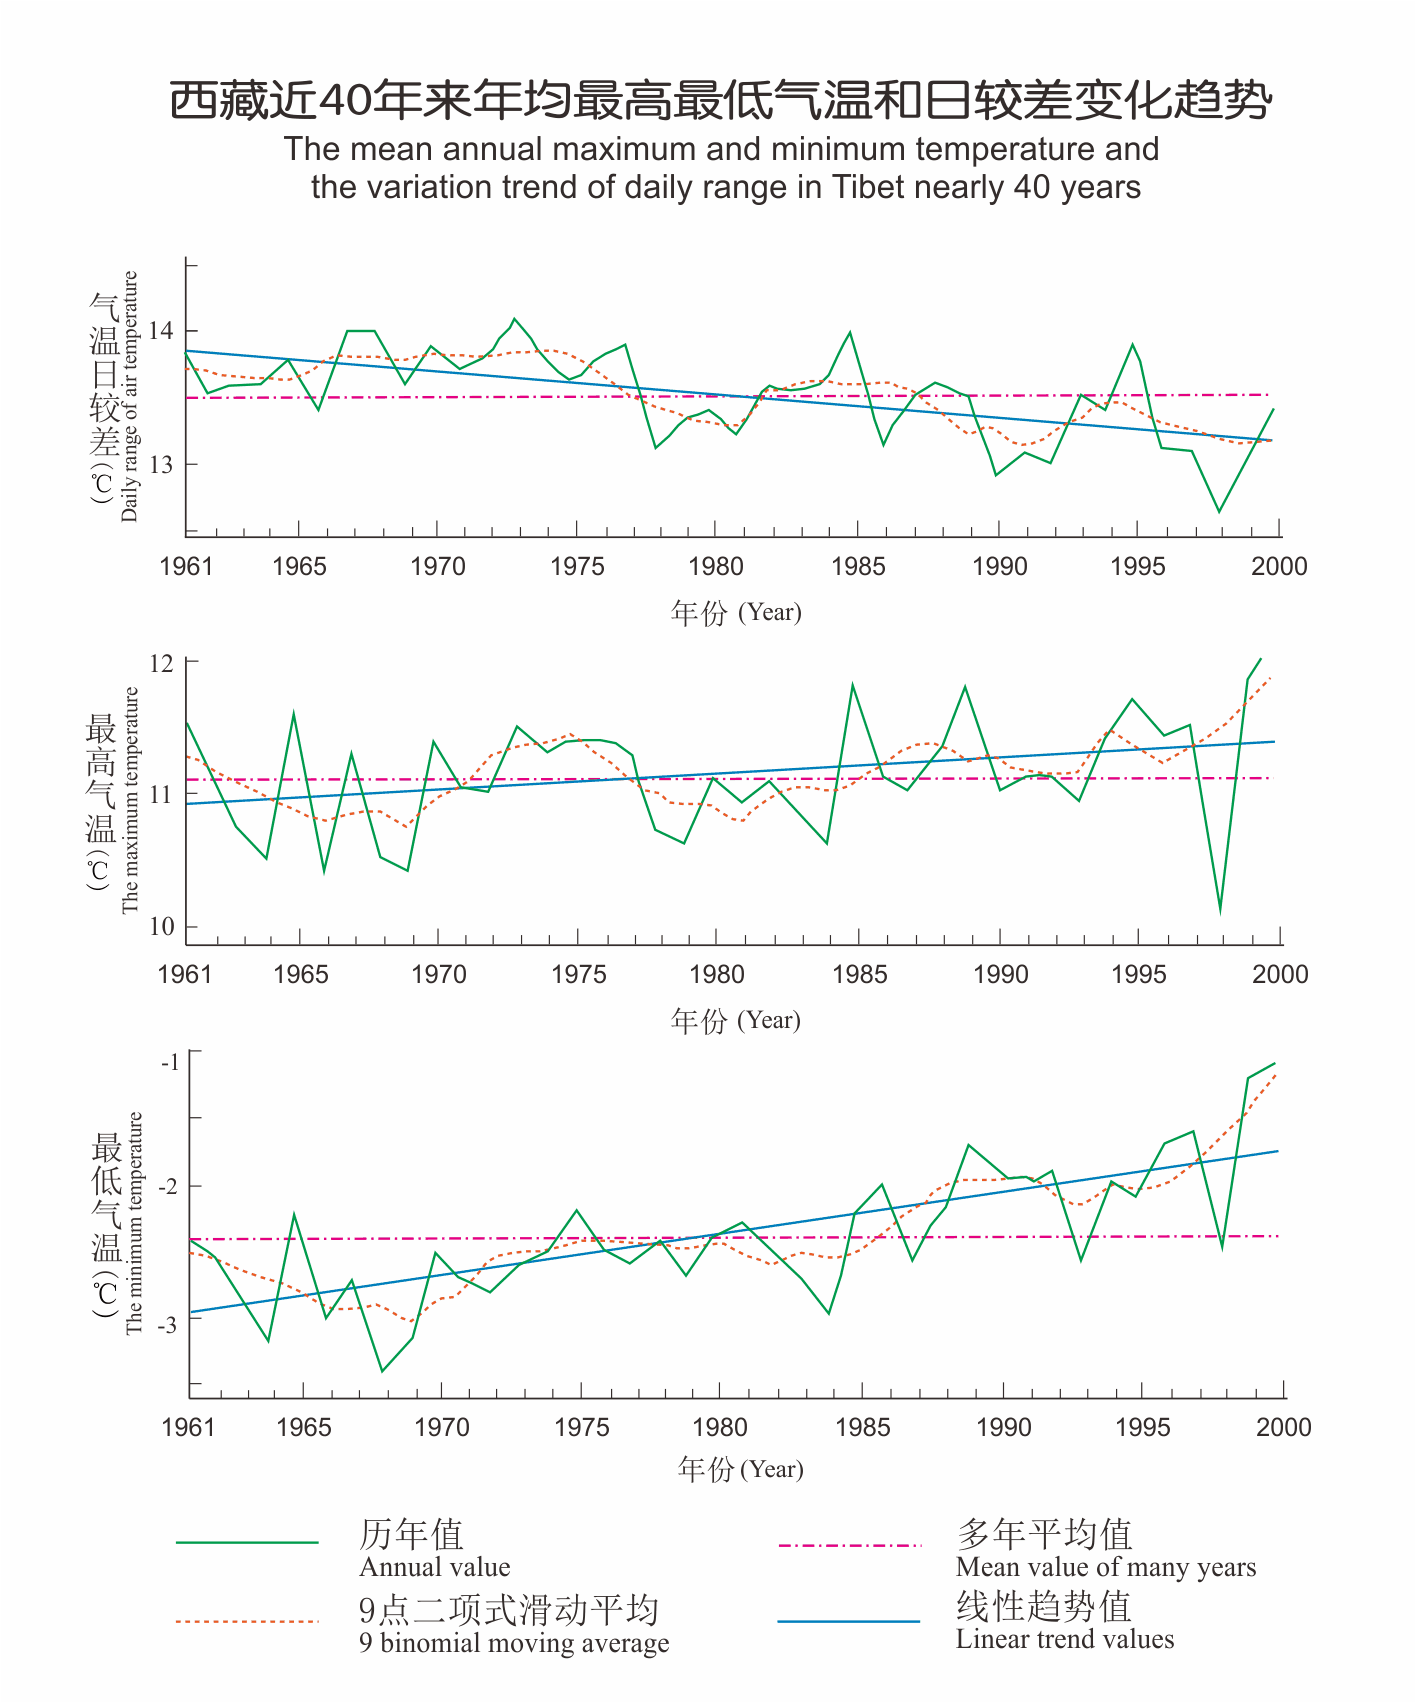 西藏近40年来年均最高最低气温和日较差变化趋势
The mean annual maximum and minimum temperature and
the variation trend of daily range in Tibet nearly 40 years
气温日较差(℃)
Daily range of air temperature
14
13
1961 1965 1970 1975 1980 1985 1990 1995 2000
年份 (Year)
最高气温(℃)
The maximum temperature
12
11
10
1961 1965 1970 1975 1980 1985 1990 1995 2000
年份 (Year)
最低气温(℃)
The minimum temperature
-1
-2
-3
1961 1965 1970 1975 1980 1985 1990 1995 2000
年份 (Year)
历年值
Annual value
多年平均值
Mean value of many years
9点二项式滑动平均
9 binomial moving average
线性趋势值
Linear trend values